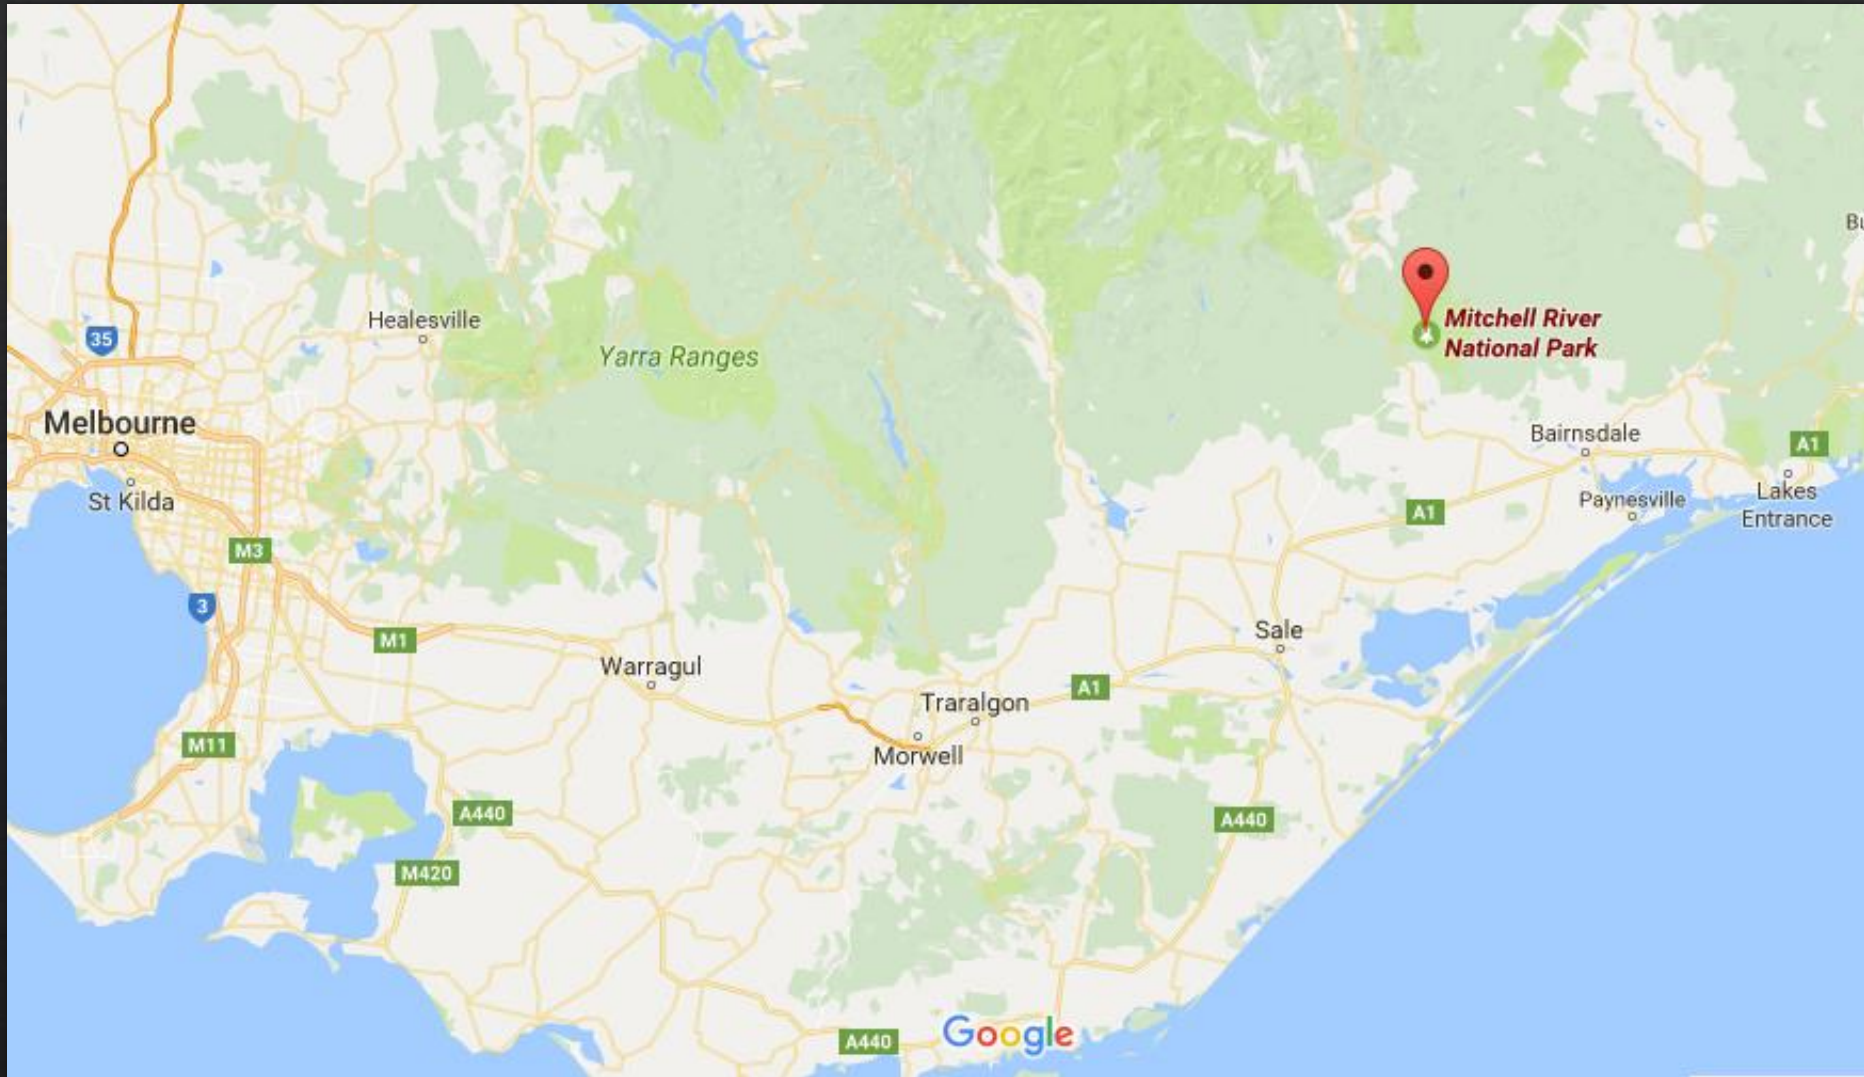 Bu
Mitchell River
National Park
35
Healesville
Yarra Ranges
Melbourne
St Kilda
Bairnsdale
A1
Paynesville
Lakes
Entrance
A1
M3
3
M1
Warragul
Sale
A1
Traralgon
Morwell
M11
A440
A440
M420
Google
A440